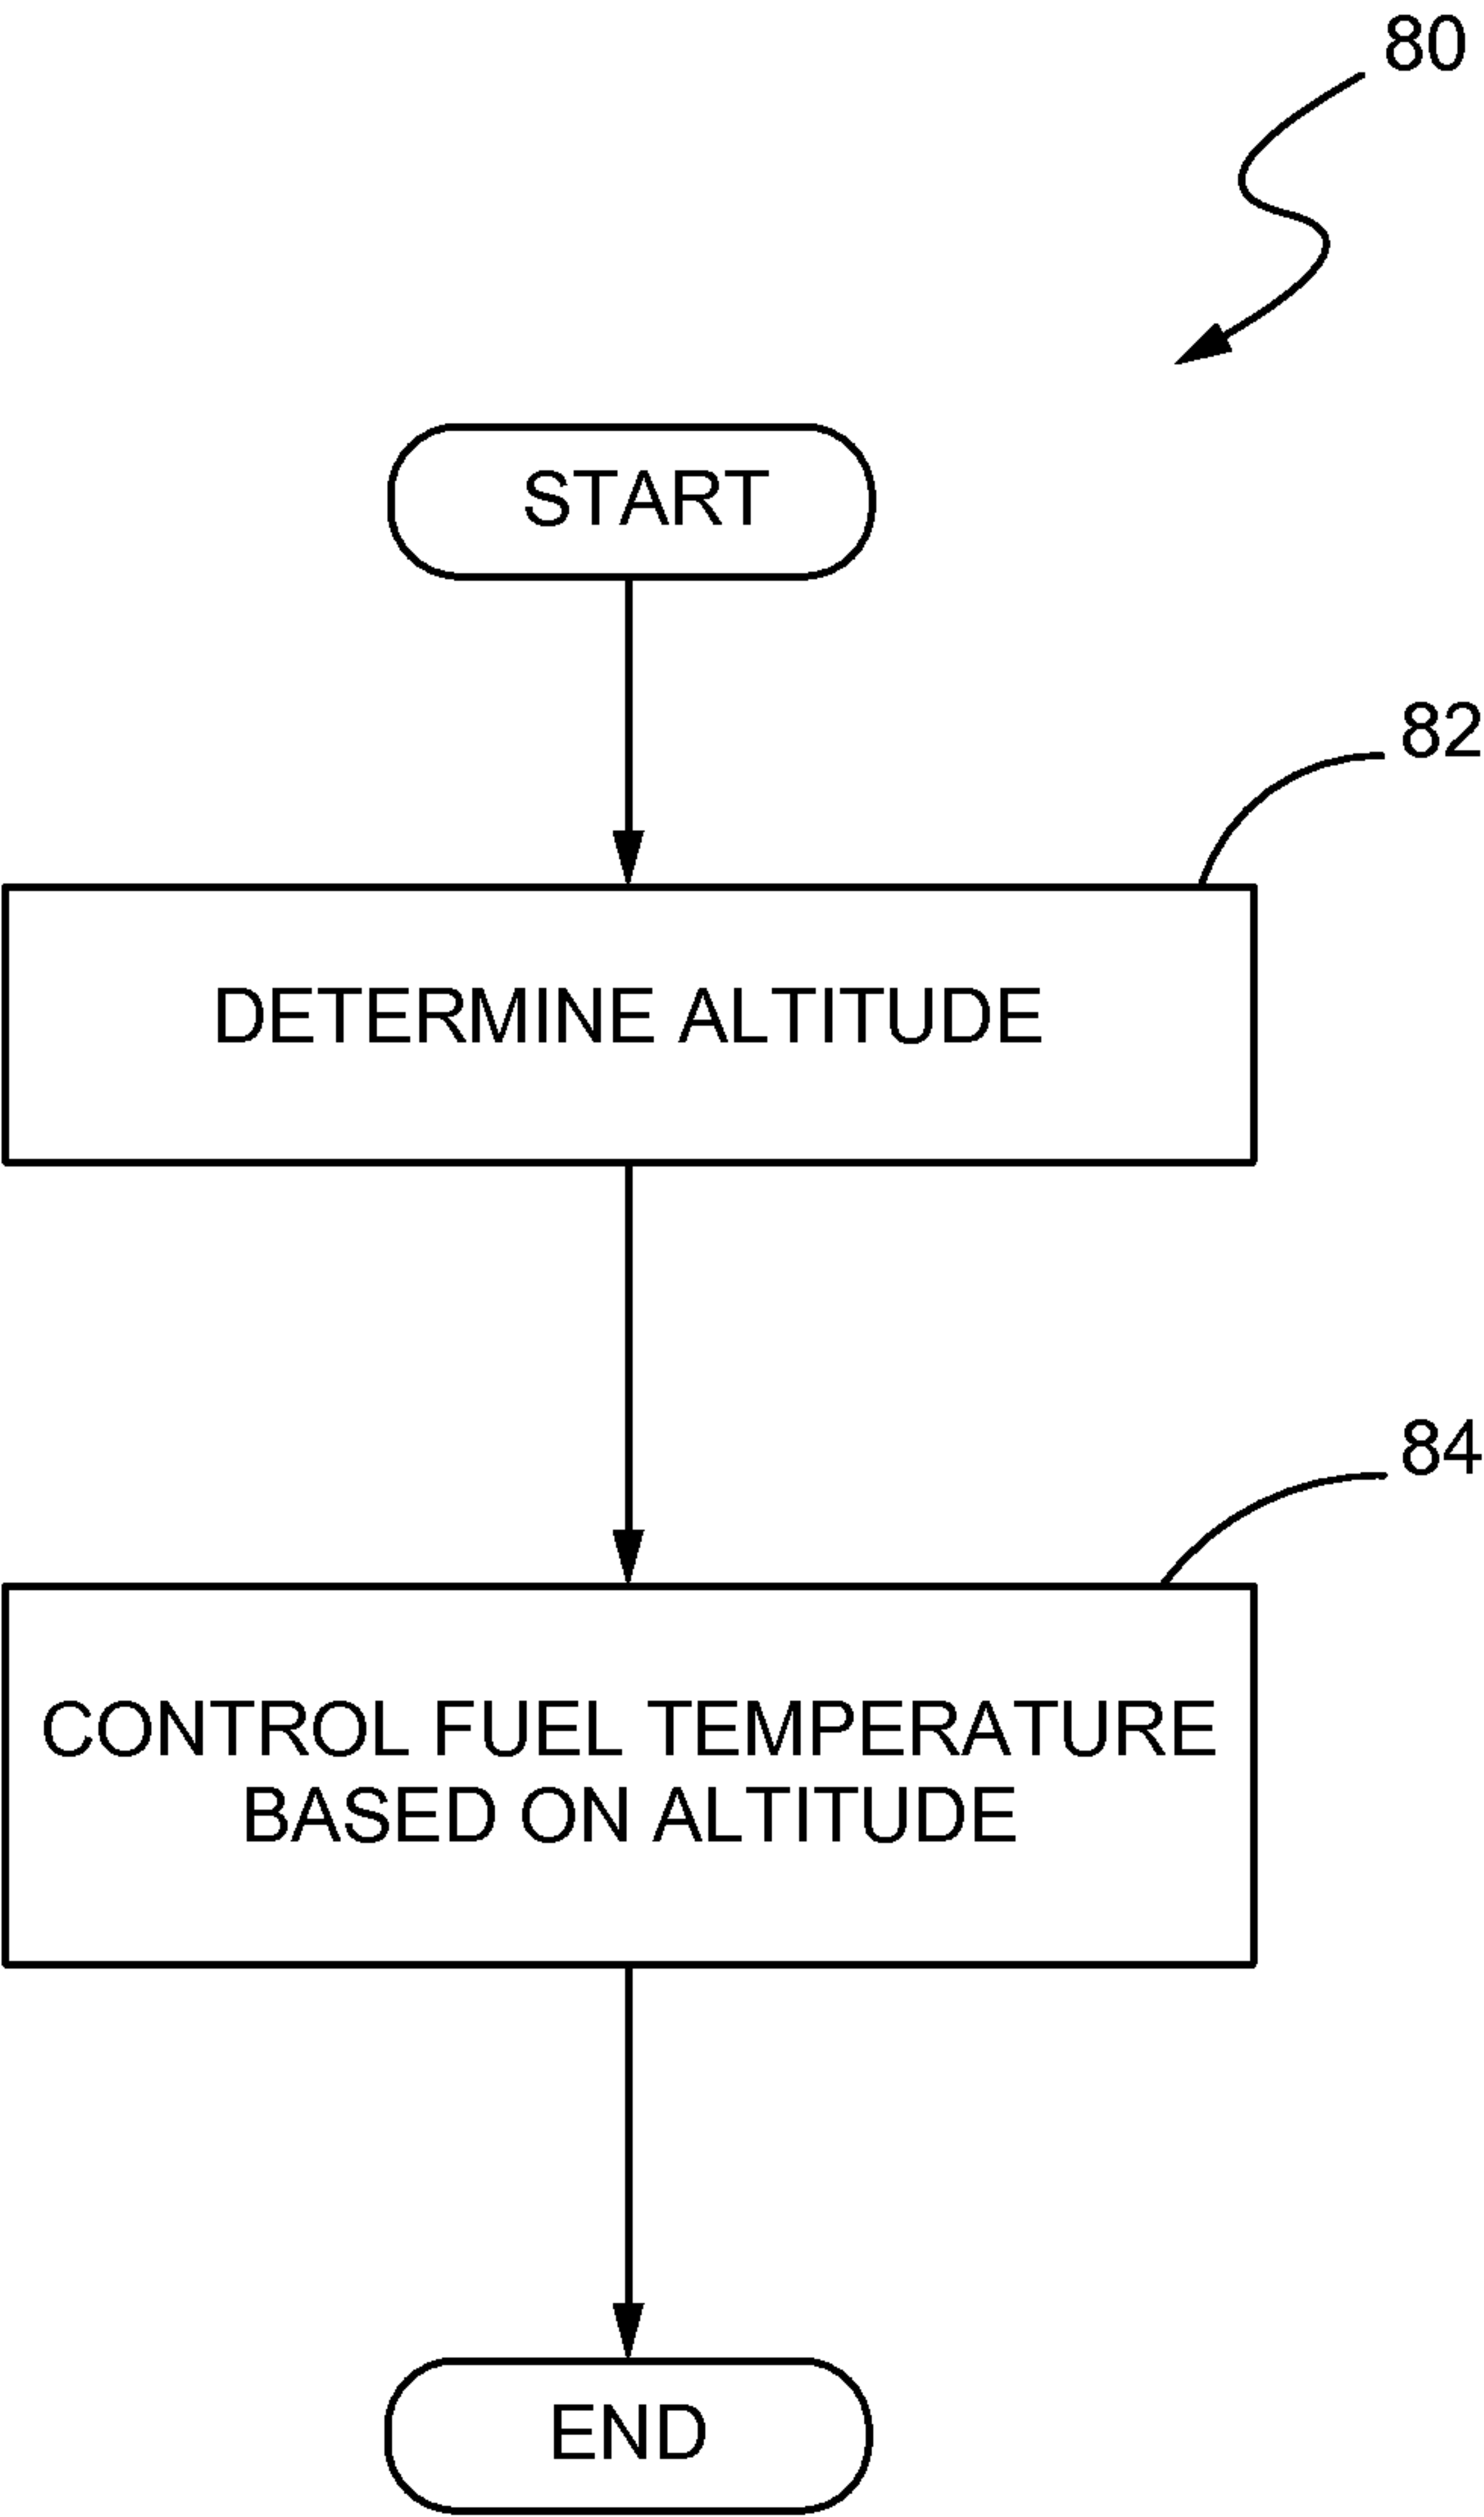 80
START
82
DETERMINE ALTITUDE
84
CONTROL FUEL TEMPERATURE
BASED ON ALTITUDE
END